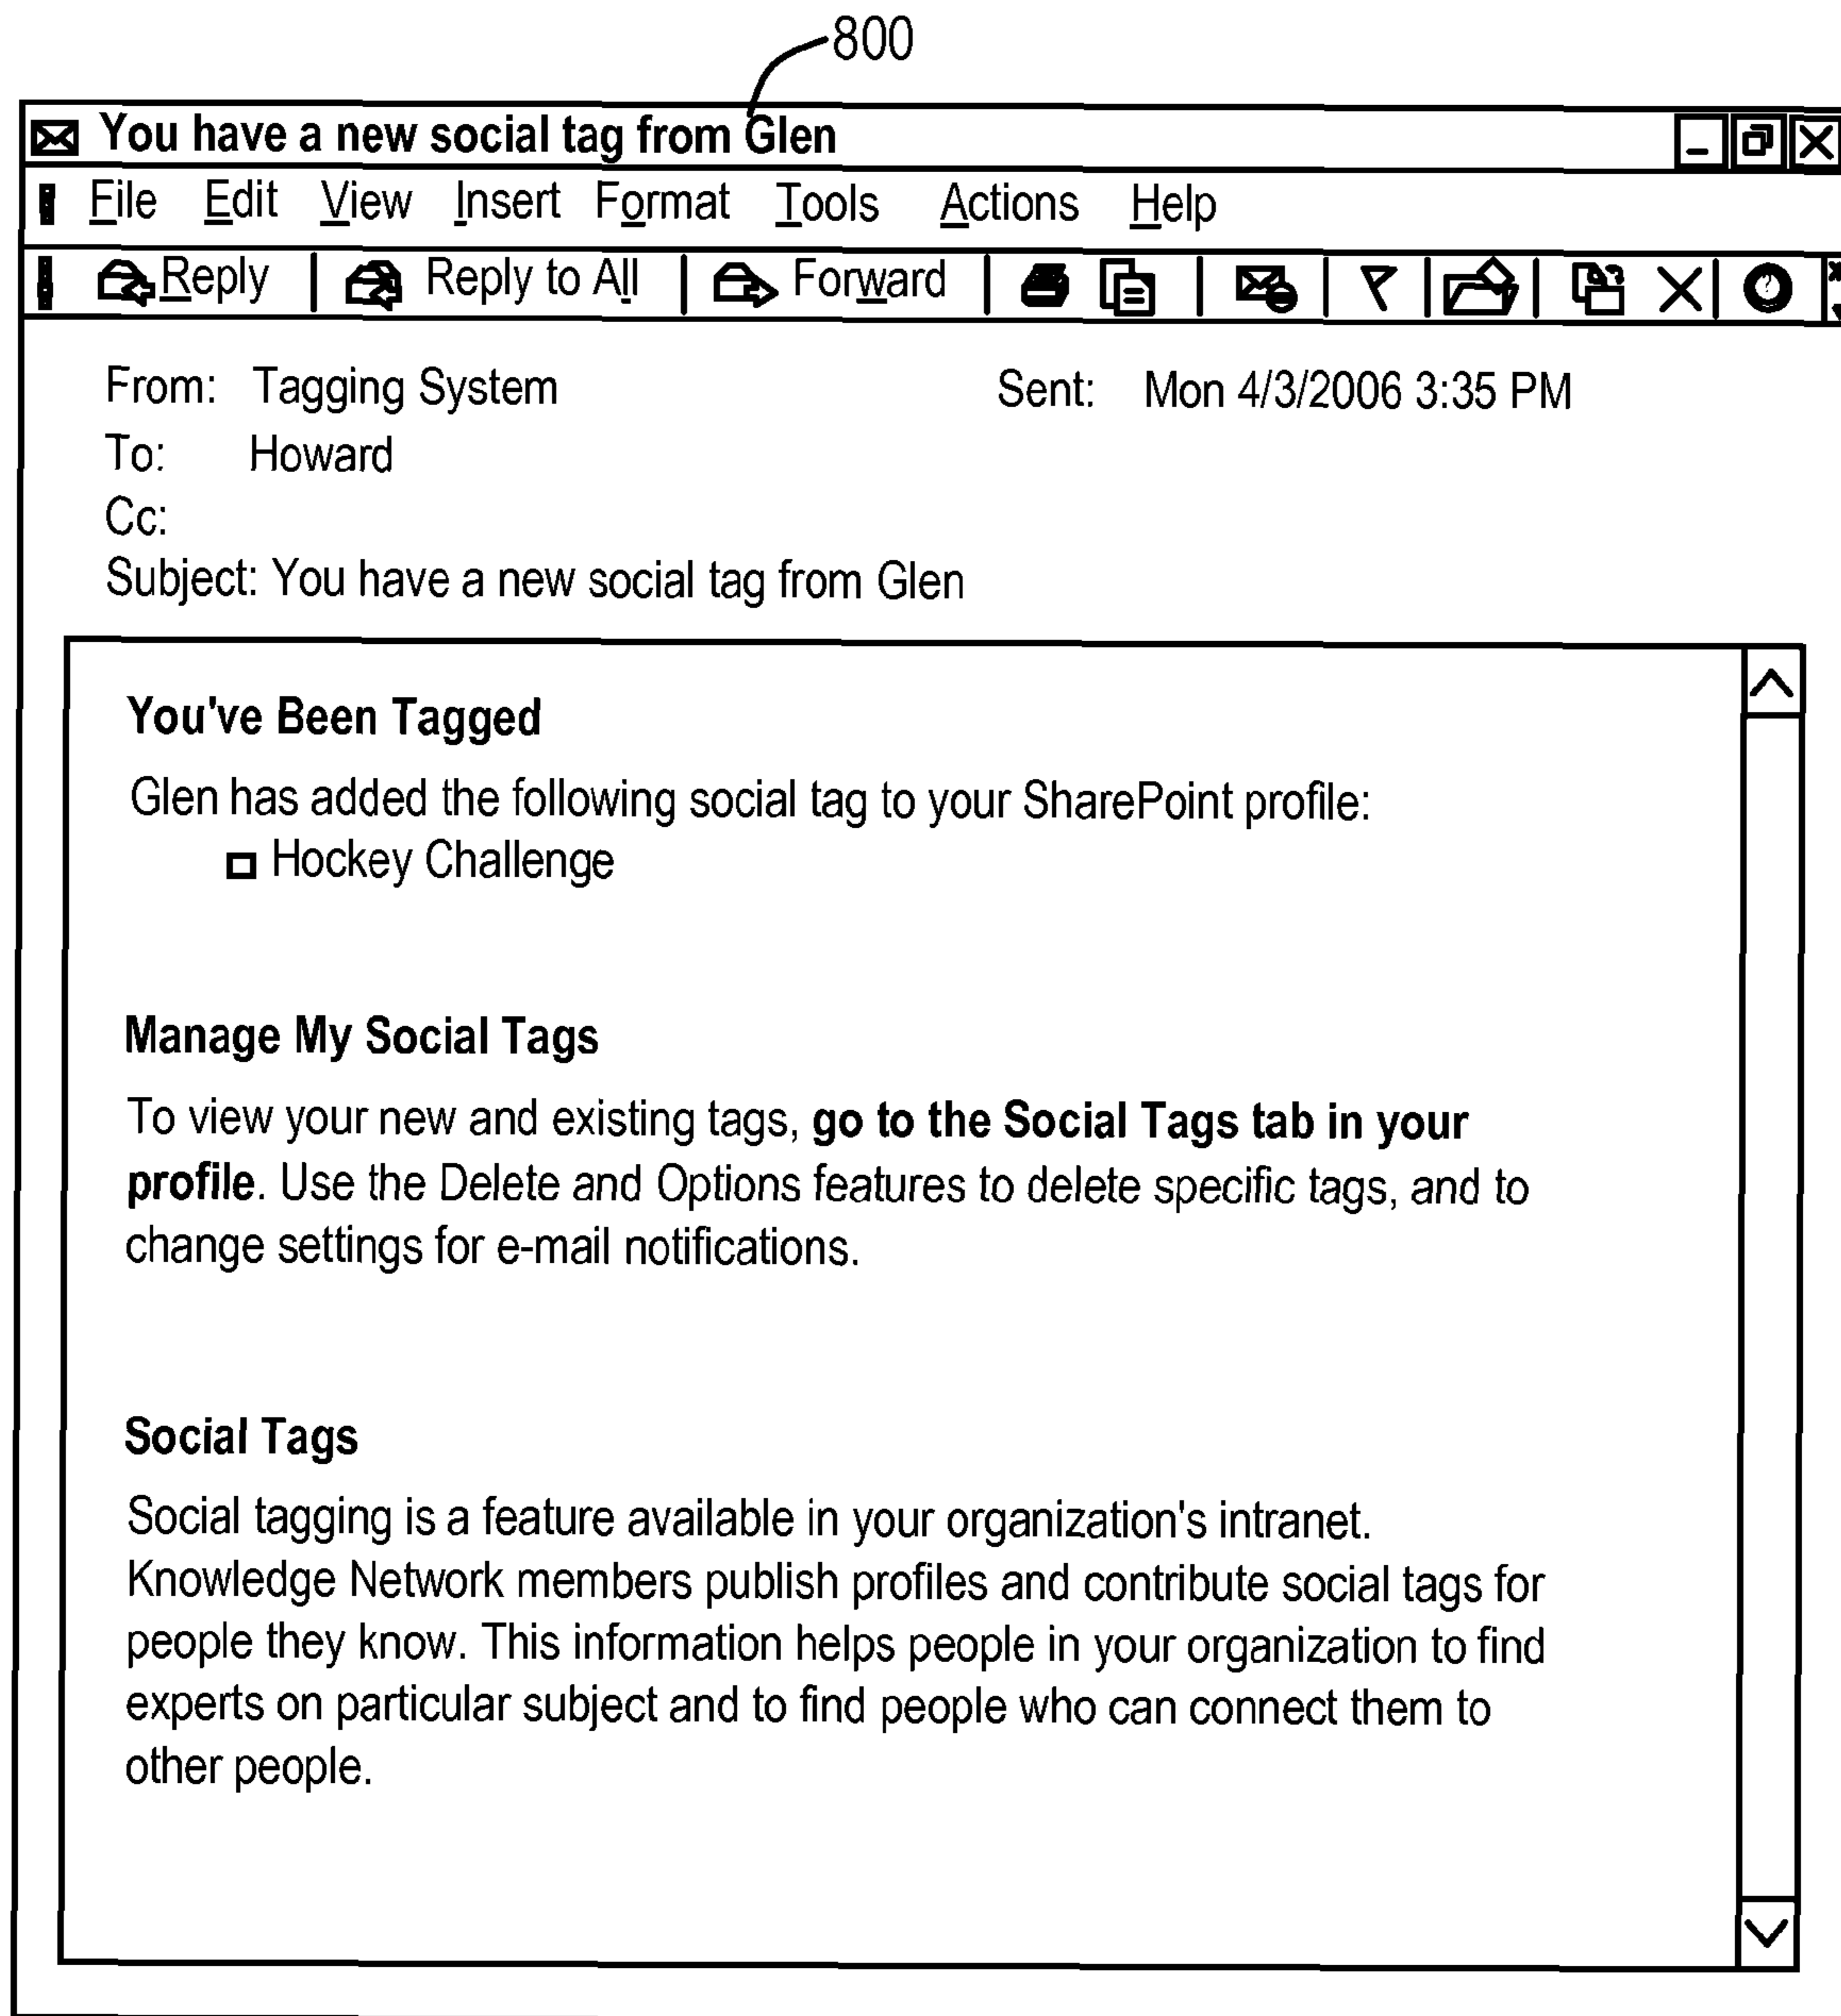 800
You have a new social tag from Glen
File Edit View Insert Format Tools Actions Help
Reply Reply to All Forward
From: Tagging System Sent: Mon 4/3/2006 3:35 PM
To: Howard
Cc:
Subject: You have a new social tag from Glen
You've Been Tagged
Glen has added the following social tag to your SharePoint profile:
Hockey Challenge
Manage My Social Tags
To view your new and existing tags, go to the Social Tags tab in your
profile. Use the Delete and Options features to delete specific tags, and to
change settings for e-mail notifications.
Social Tags
Social tagging is a feature available in your organization's intranet.
Knowledge Network members publish profiles and contribute social tags for
people they know. This information helps people in your organization to find
experts on particular subject and to find people who can connect them to
other people.